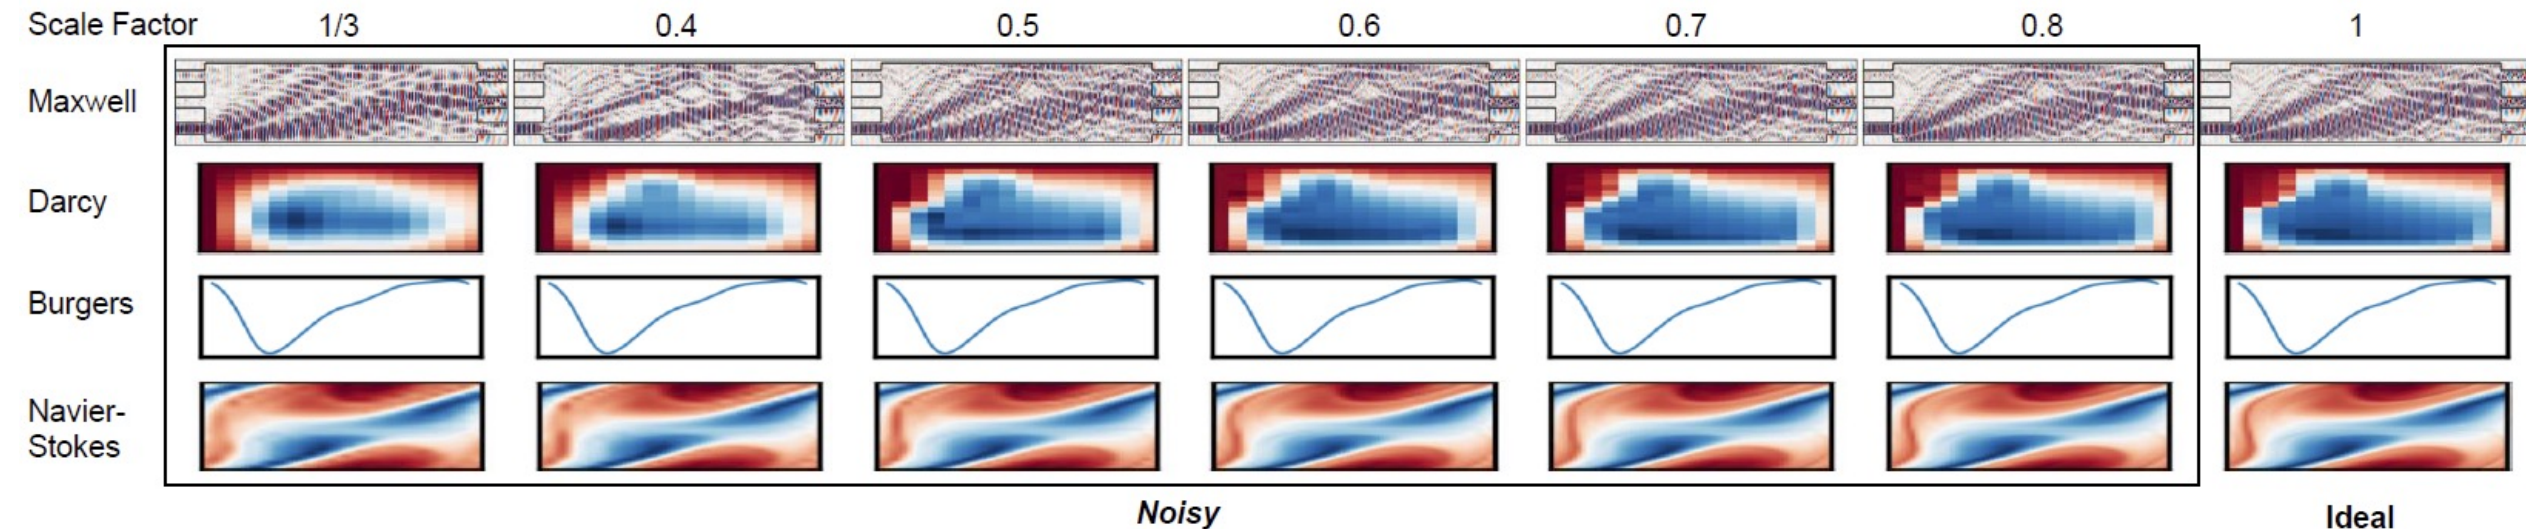 Scale Factor 1/3 0.4 0.5 0.6 0.7 0.8 1
Maxwell
Darcy
Burgers
Navier-
Stokes
Noisy Ideal